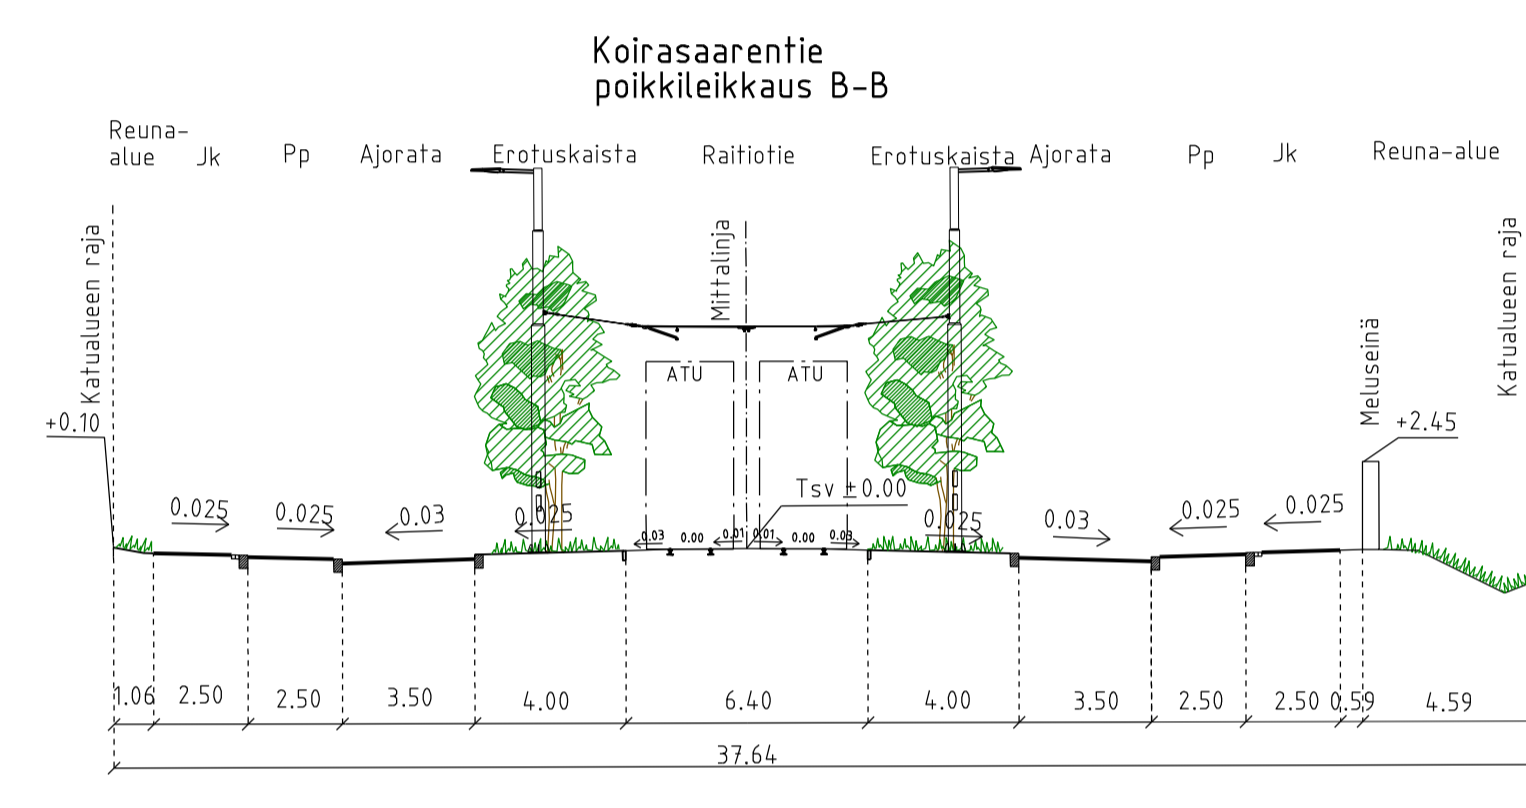 Koirasaarentie
poikkileikkaus B-B
Reuna-
alue
Jk
Pp
Ajorata
Erotuskaista
Raitiotie
Erotuskaista
Ajorata
Pp
Jk
Reuna-alue
Katualueen raja
Mittalinja
Meluseinä
Katualueen raja
ATU
ATU
+0.10
+2.45
Tsv ±0.00
0.025
0.025
0.03
0.025
0.03
0.00
0.01
0.01
0.00
0.03
0.025
0.03
0.025
0.025
1.06
2.50
2.50
3.50
4.00
6.40
4.00
3.50
2.50
2.50
0.59
4.59
37.64